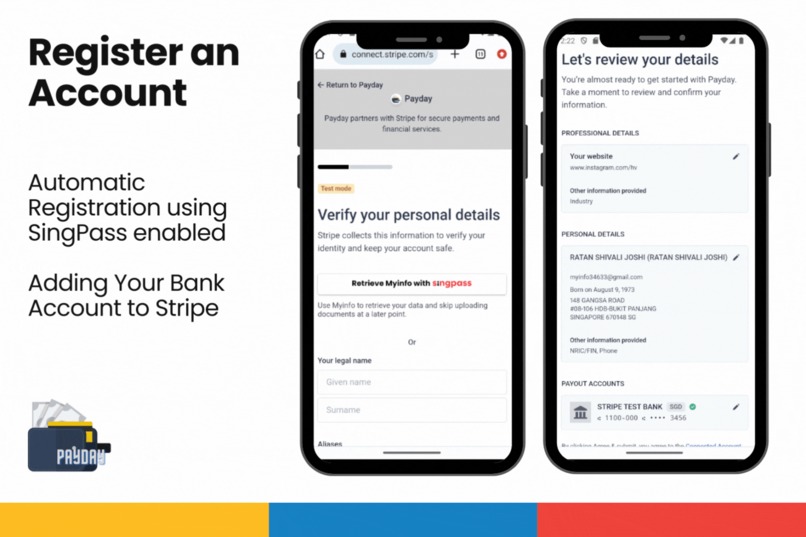 Register an
Account
Automatic
Registration using
SingPass enabled
Adding Your Bank
Account to Stripe
PAYDAY
connect.stripe.com/s
← Return to Payday
Payday
Payday partners with Stripe for secure payments and
financial services.
Test mode
Verify your personal details
Stripe collects this information to verify your
identity and keep your account safe.
Retrieve Myinfo with singpass
Use Myinfo to retrieve your data and skip uploading
documents at a later point.
Or
Your legal name
Given name
Surname
Aliases
2:22
Let's review your details
You're almost ready to get started with Payday.
Take a moment to review and confirm your
information.
PROFESSIONAL DETAILS
Your website
www.instagram.com/hv
Other information provided
Industry
PERSONAL DETAILS
RATAN SHIVALI JOSHI (RATAN SHIVALI JOSHI)
myinfo34633@gmail.com
Born on August 9, 1973
148 GANGSA ROAD
#08-106 HDB-BUKIT PANJANG
SINGAPORE 670148 SG
Other information provided
NRIC/FIN, Phone
PAYOUT ACCOUNTS
STRIPE TEST BANK SGD
1100-000 •••• 3456
By clicking Agree & submit, you agree to the Connected Account